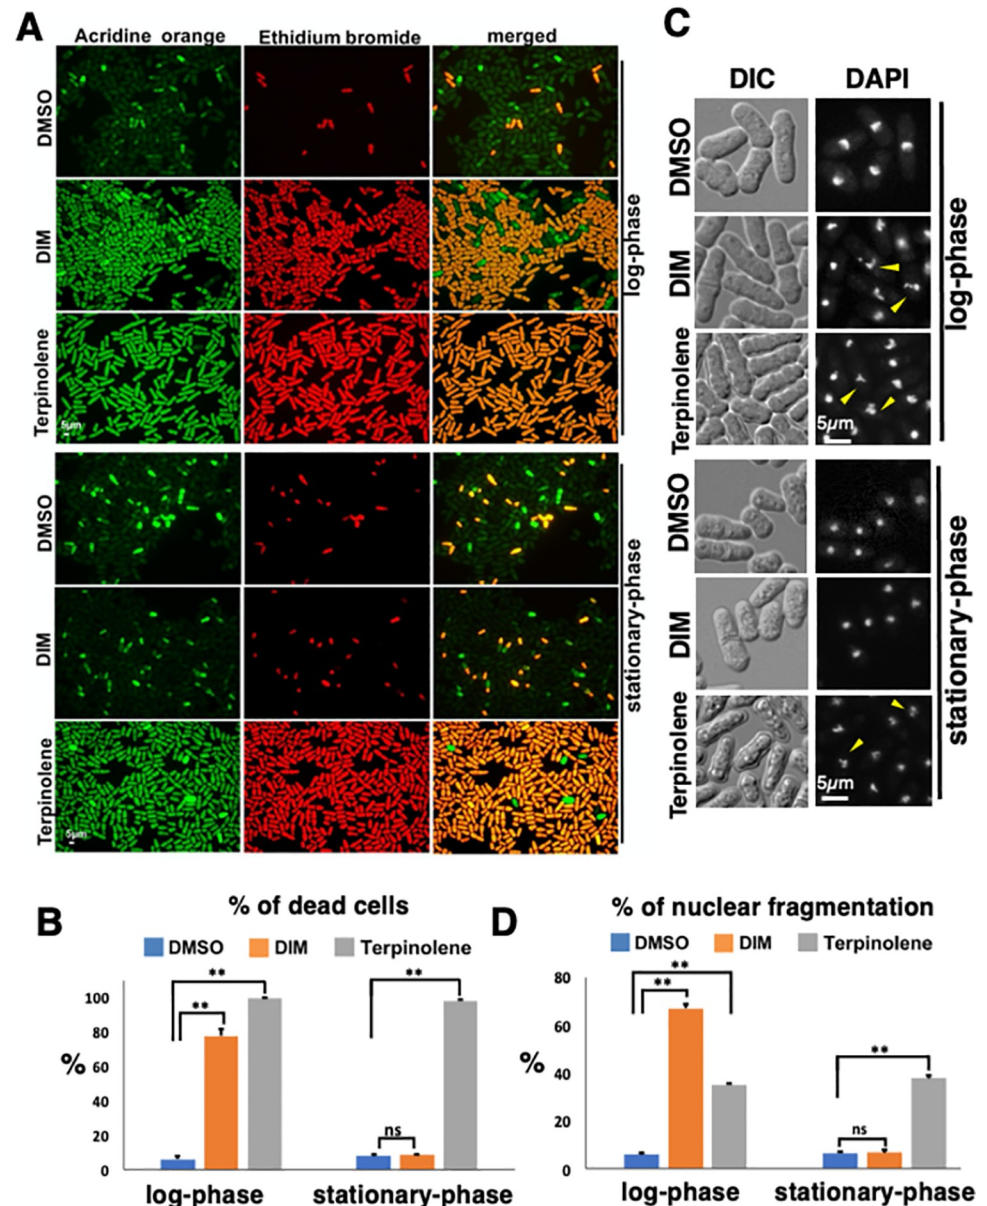 A
Acridine orange
Ethidium bromide
merged
DMSO
DIM
Terpinolene
5µm
log-phase
DMSO
DIM
Terpinolene
5µm
stationary-phase
C
DIC
DAPI
DMSO
DIM
Terpinolene
5µm
log-phase
DMSO
DIM
Terpinolene
5µm
stationary-phase
B
% of dead cells
DMSO
DIM
Terpinolene
%
100
80
60
40
20
0
**
**
**
ns
log-phase
stationary-phase
D
% of nuclear fragmentation
DMSO
DIM
Terpinolene
%
80
60
40
20
0
**
**
**
ns
log-phase
stationary-phase